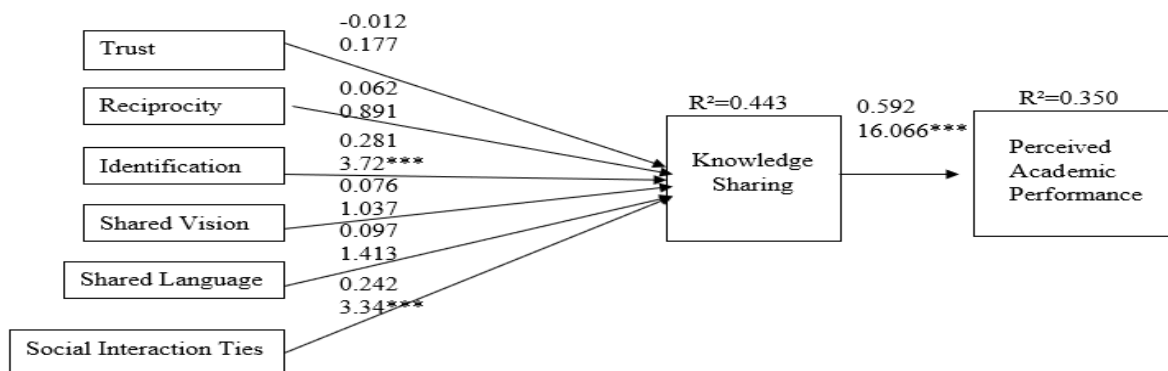 -0.012
0.177
Trust
0.062
0.891
Reciprocity
0.281
3.72***
Identification
0.076
1.037
Shared Vision
0.097
1.413
Shared Language
0.242
3.34***
Social Interaction Ties
R²=0.443
Knowledge
Sharing
0.592
16.066***
R²=0.350
Perceived
Academic
Performance